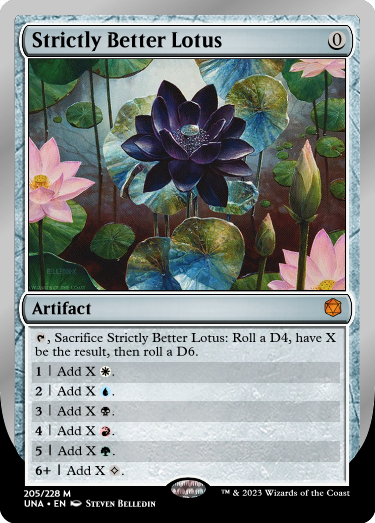 Strictly Better Lotus 0
Artifact
, Sacrifice Strictly Better Lotus: Roll a D4, have X
be the result, then roll a D6.
1 | Add X .
2 | Add X .
3 | Add X .
4 | Add X .
5 | Add X .
6+ | Add X .
205/228 M
UNA • EN STEVEN BELLEDIN
™ & 2023 Wizards of the Coast